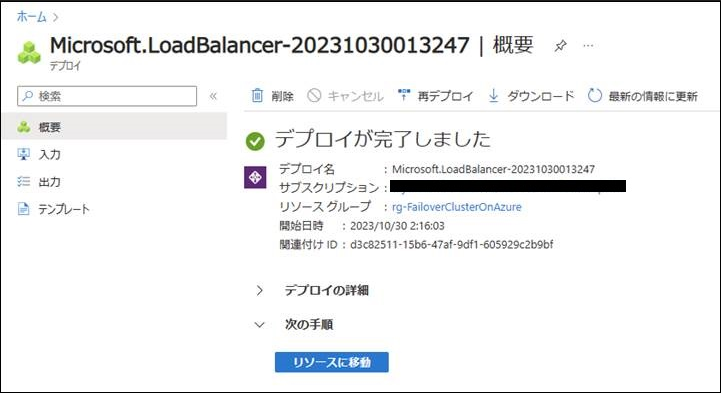 ホーム >
Microsoft.LoadBalancer-20231030013247 | 概要
デプロイ
検索
«
削除 キャンセル 再デプロイ ダウンロード 最新の情報に更新
概要
入力
出力
テンプレート
デプロイが完了しました
デプロイ名 : Microsoft.LoadBalancer-20231030013247
サブスクリプション :
リソース グループ : rg-FailoverClusterOnAzure
開始日時 : 2023/10/30 2:16:03
関連付け ID : d3c82511-15b6-47af-9df1-605929c2b9bf
デプロイの詳細
次の手順
リソースに移動